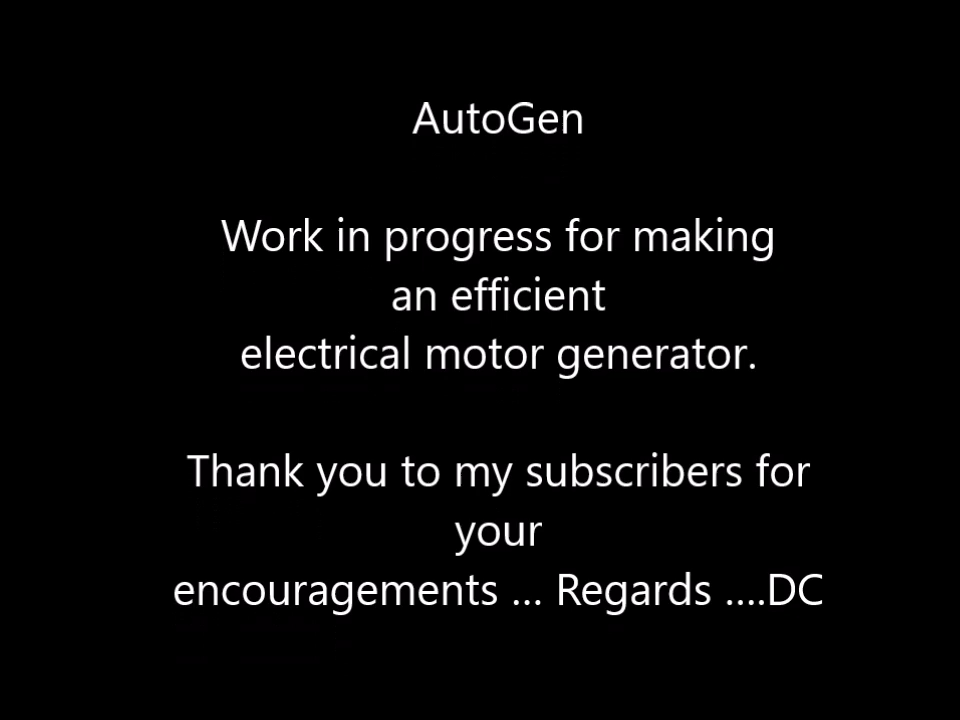 AutoGen
Work in progress for making
an efficient
electrical motor generator.
Thank you to my subscribers for
your
encouragements ... Regards ....DC